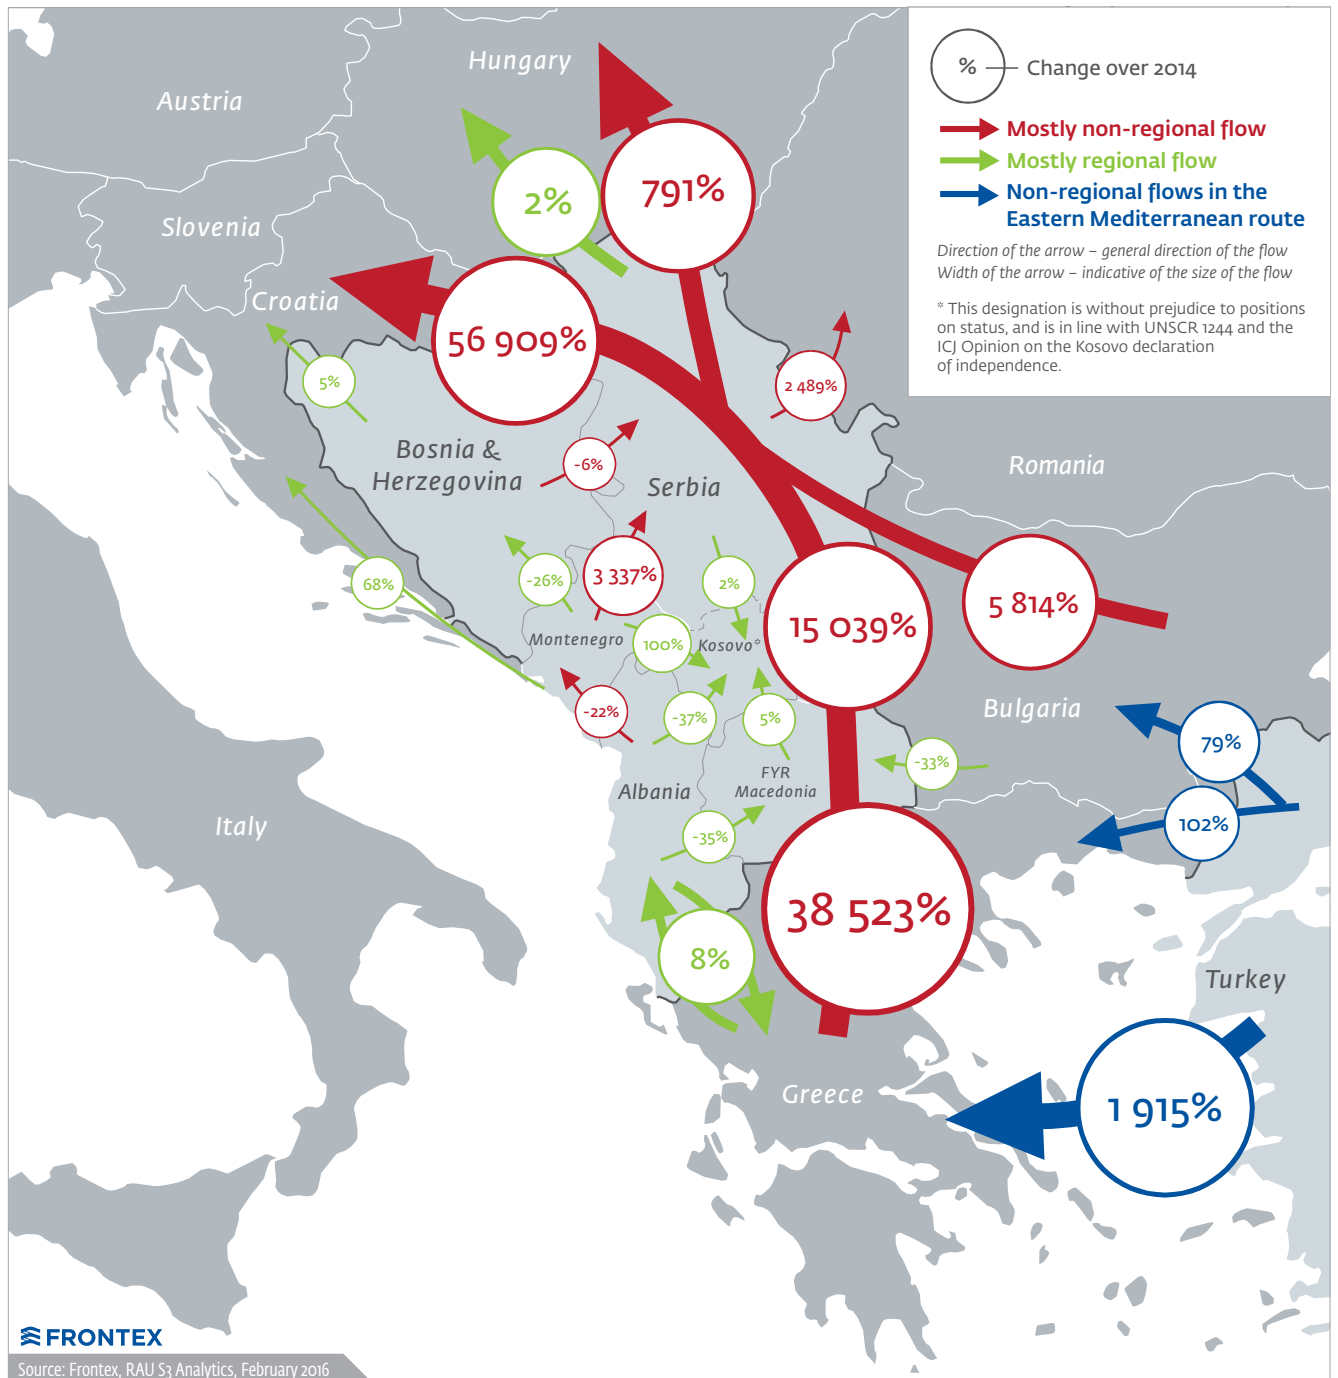 Hungary
Austria
Slovenia
Croatia
2%
791%
56 909%
5%
2 489%
% Change over 2014
Mostly non-regional flow
Mostly regional flow
Non-regional flows in the
Eastern Mediterranean route
Direction of the arrow – general direction of the flow
Width of the arrow – indicative of the size of the flow
* This designation is without prejudice to positions
on status, and is in line with UNSCR 1244 and the
ICJ Opinion on the Kosovo declaration
of independence.
Bosnia &
Herzegovina
-6%
Serbia
Romania
68%
-26%
3 337%
2%
15 039%
5 814%
Montenegro
100%
Kosovo*
-22%
-37%
5%
Bulgaria
-33%
79%
102%
Albania
FYR
Macedonia
-35%
Italy
38 523%
8%
Turkey
Greece
1 915%
FRONTEX
Source: Frontex, RAU S3 Analytics, February 2016